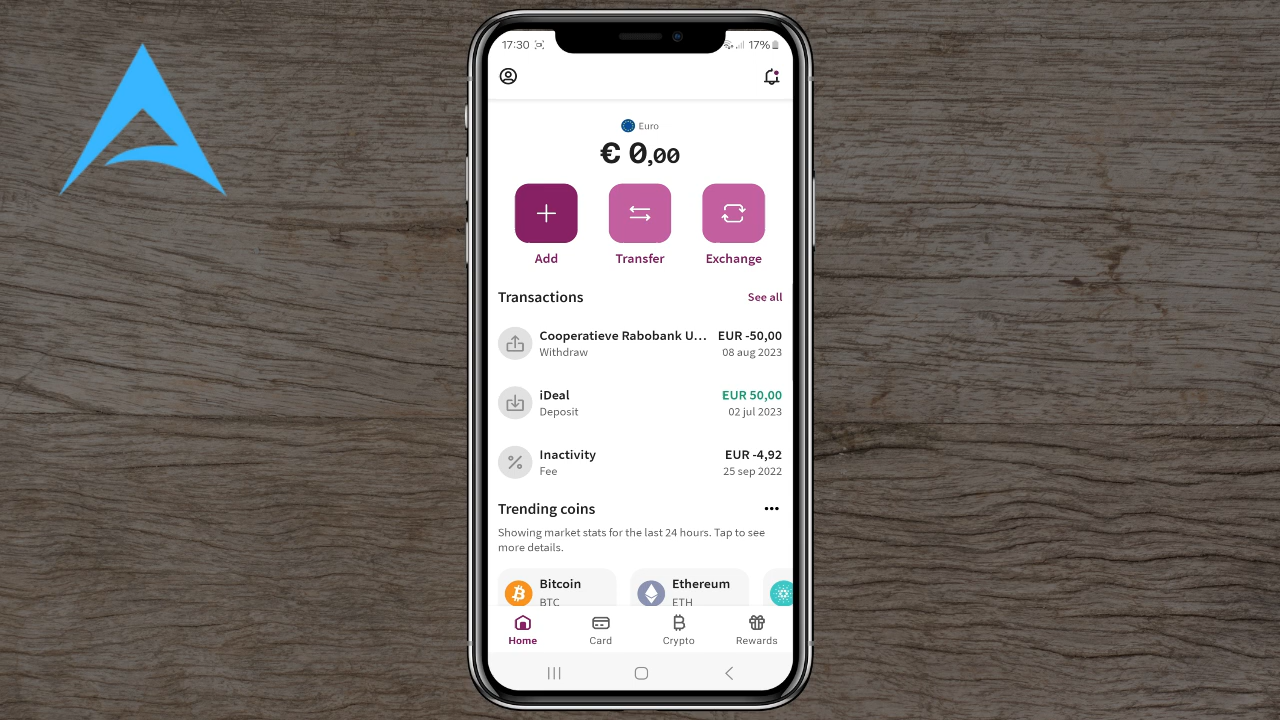 17:30
17%
Euro
€ 0,00
Add
Transfer
Exchange
Transactions
See all
Cooperatieve Rabobank U...
EUR -50,00
Withdraw
08 aug 2023
iDeal
EUR 50,00
Deposit
02 jul 2023
Inactivity
EUR -4,92
Fee
25 sep 2022
Trending coins
Showing market stats for the last 24 hours. Tap to see
more details.
Bitcoin
BTC
Ethereum
ETH
Home
Card
Crypto
Rewards